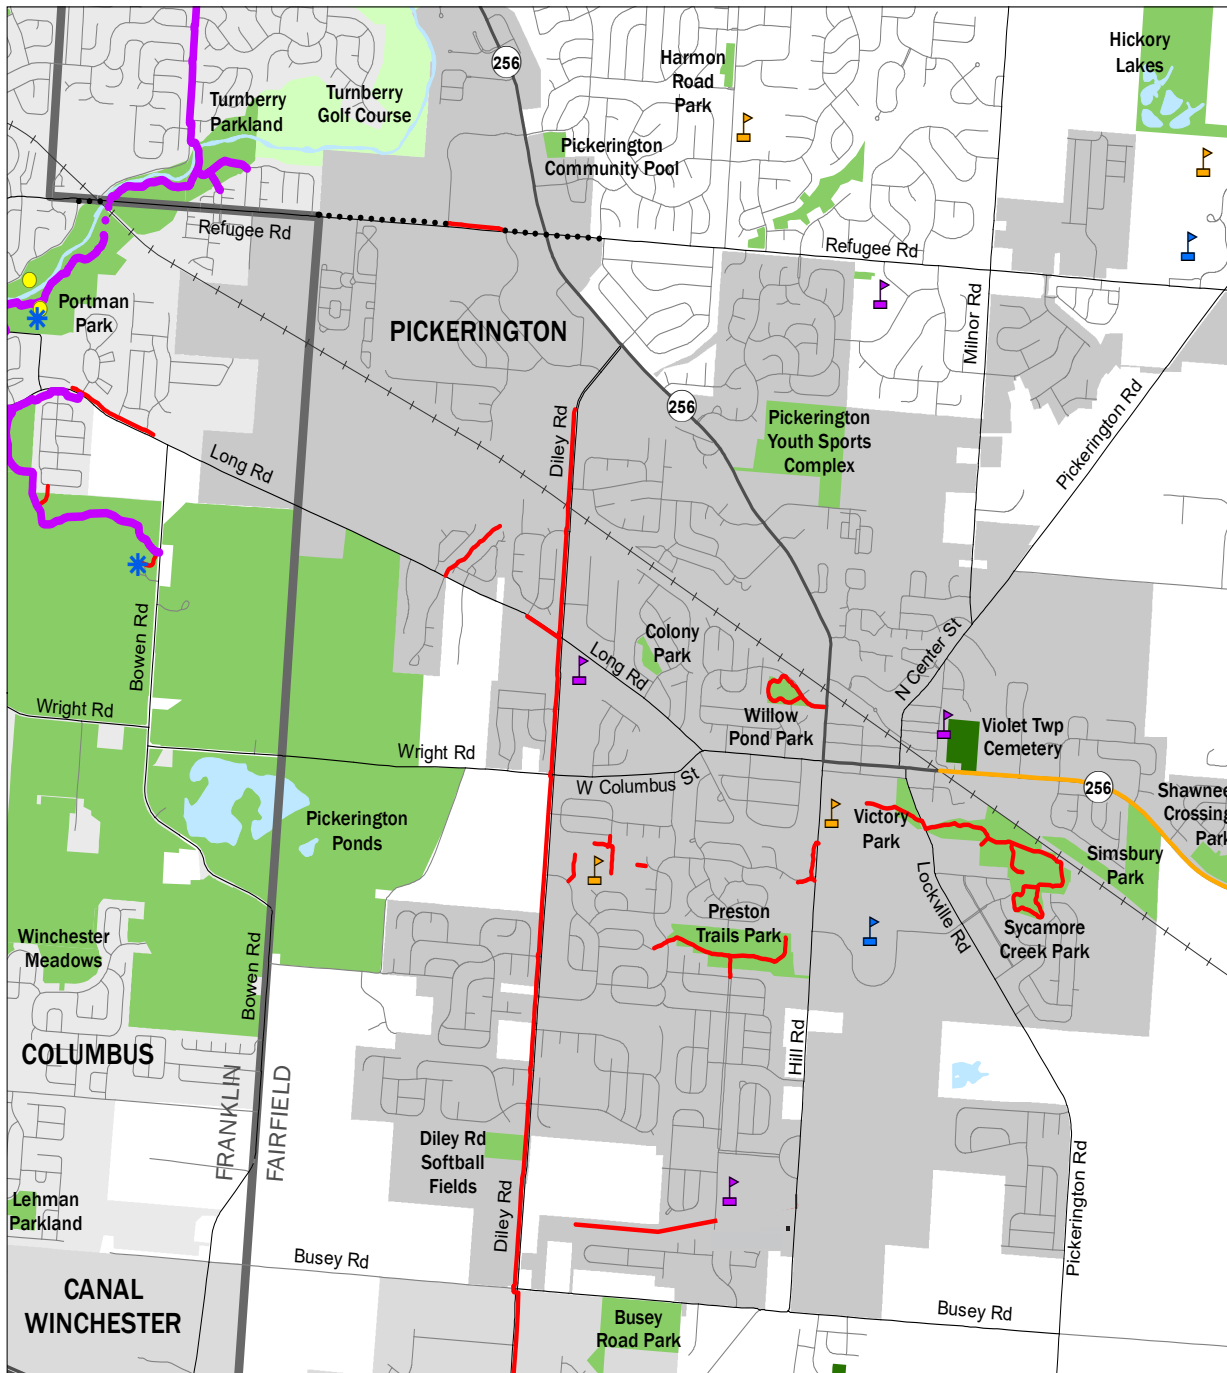 Hickory
Lakes
256
Harmon
Road
Park
Turnberry
Parkland
Turnberry
Golf Course
Pickerington
Community Pool
Refugee Rd
Refugee Rd
Portman
Park
PICKERINGTON
Milnor Rd
256
Pickerington
Youth Sports
Complex
Pickerington Rd
Diley Rd
Long Rd
Bowen Rd
Colony
Park
Long Rd
N Center St
Wright Rd
Willow
Pond Park
Violet Twp
Cemetery
Wright Rd
W Columbus St
256
Shawnee
Crossing
Park
Pickerington
Ponds
Victory
Park
Simsbury
Park
Lockville Rd
Preston
Trails Park
Sycamore
Creek Park
Winchester
Meadows
Bowen Rd
COLUMBUS
Hill Rd
FRANKLIN
FAIRFIELD
Diley Rd
Softball
Fields
Lehman
Parkland
Diley Rd
Pickerington Rd
Busey Rd
CANAL
WINCHESTER
Busey
Road Park
Busey Rd